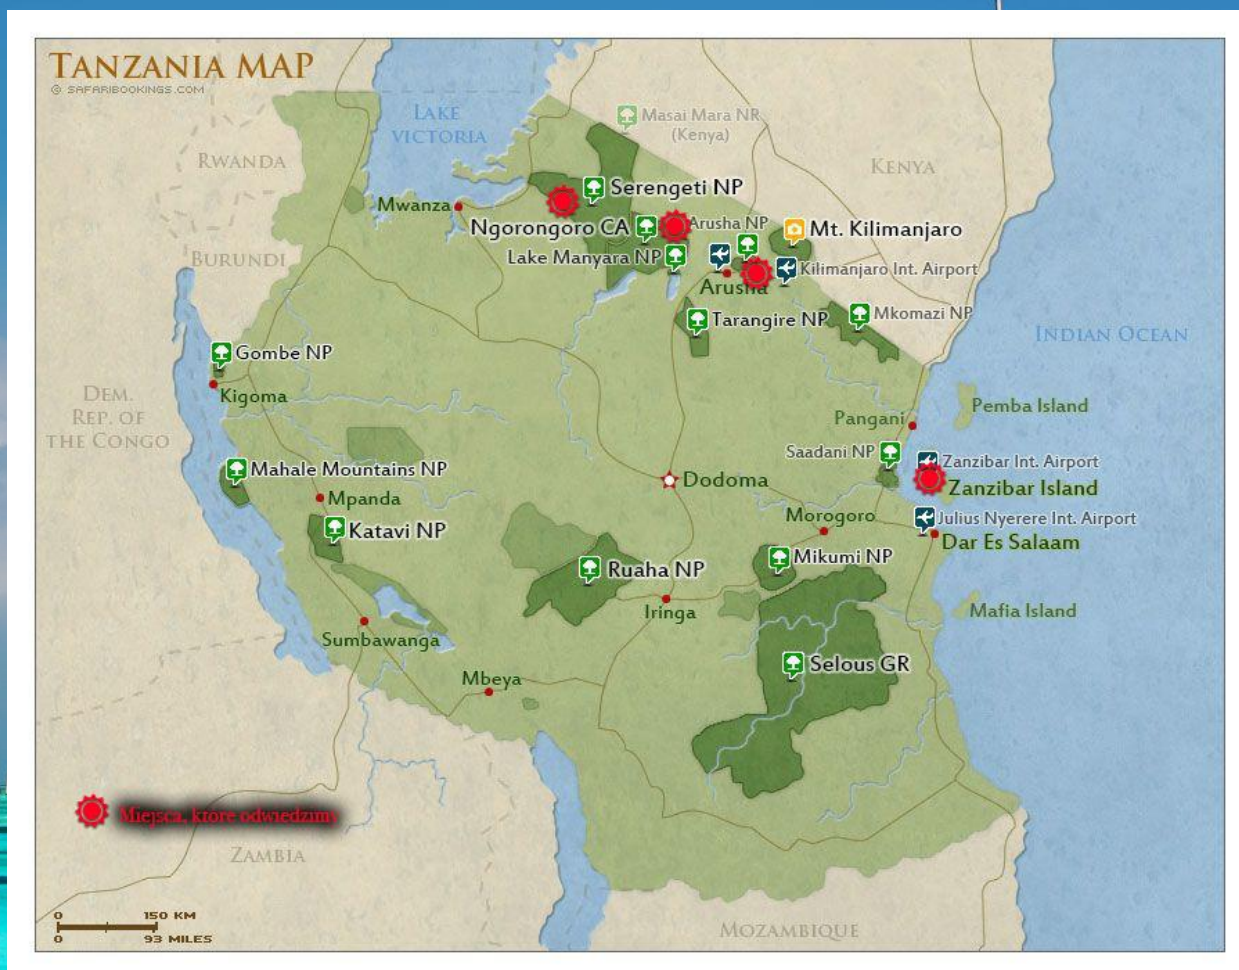 TANZANIA MAP
© SAFARIBOOKINGS.COM
LAKE
VICTORIA
Masai Mara NR
(Kenya)
RWANDA
KENYA
Serengeti NP
Mwanza
Ngorongoro CA
Arusha NP
Mt. Kilimanjaro
BURUNDI
Lake Manyara NP
Kilimanjaro Int. Airport
Arusha
Tarangire NP
Mkomazi NP
INDIAN OCEAN
Gombe NP
Kigoma
DEM.
REP. OF
THE CONGO
Pemba Island
Pangani
Saadani NP
Zanzibar Int. Airport
Mahale Mountains NP
Dodoma
Zanzibar Island
Mpanda
Morogoro
Julius Nyerere Int. Airport
Katavi NP
Dar Es Salaam
Mikumi NP
Ruaha NP
Iringa
Mafia Island
Sumbawanga
Selous GR
Mbeya
Miejsca, które odwiedzimy
ZAMBIA
0 150 KM
0 93 MILES
MOZAMBIQUE